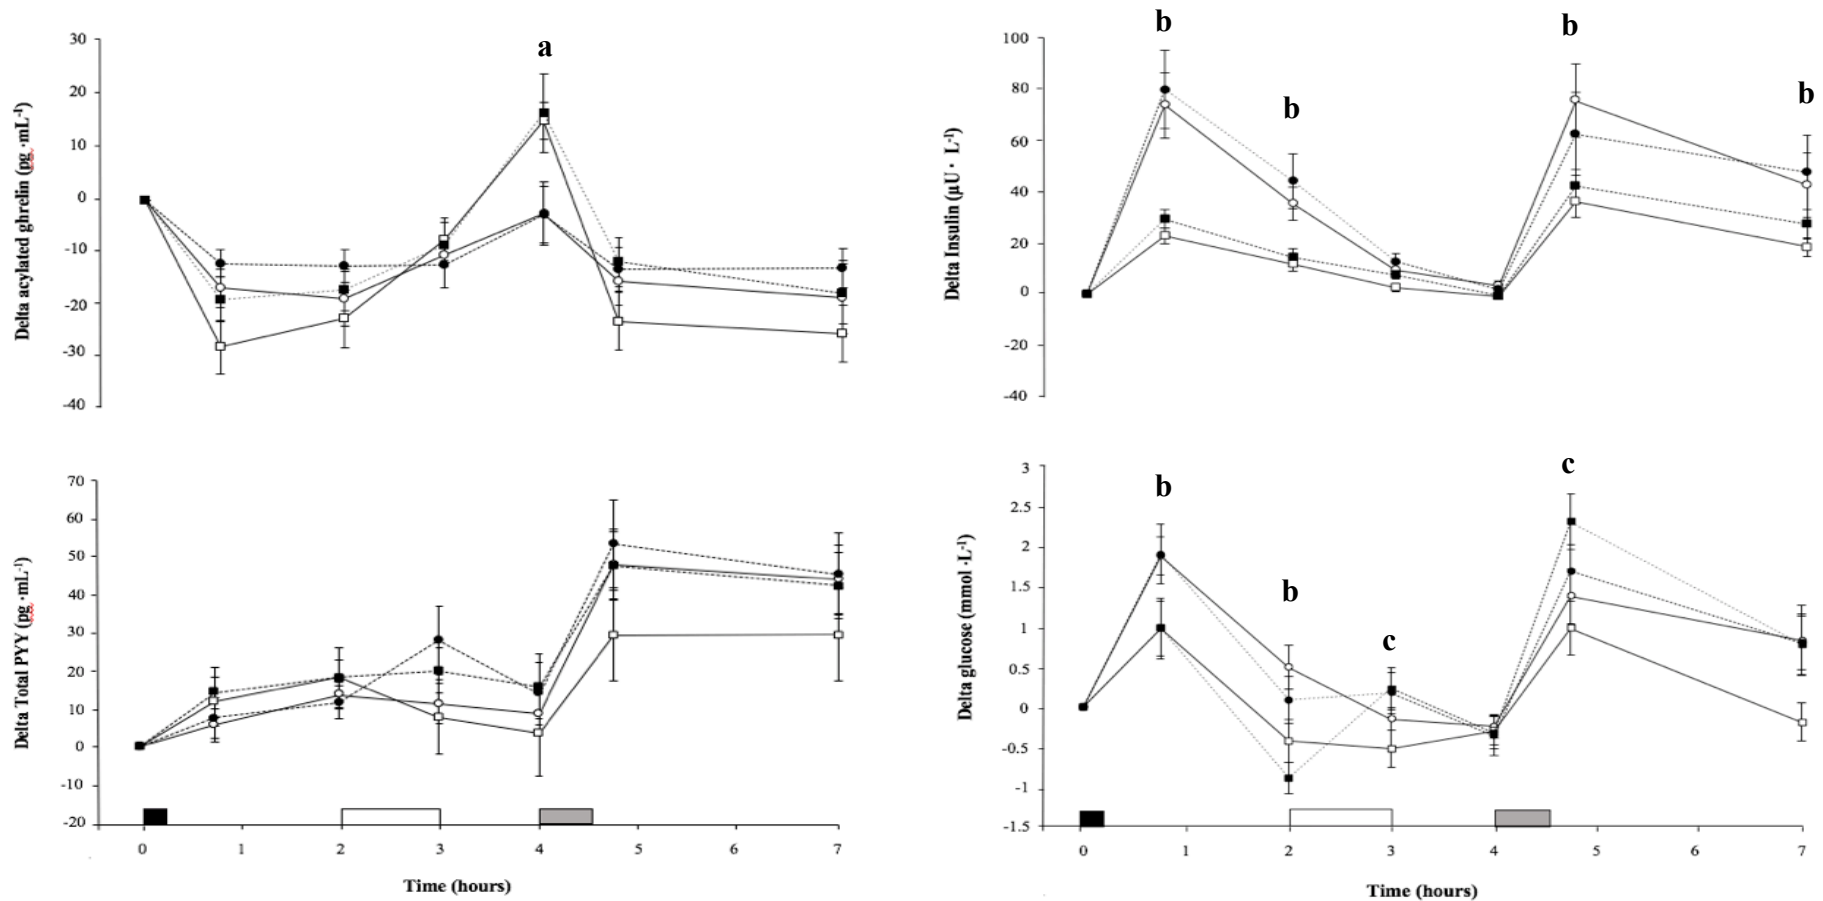 a
30
20
10
0
-10
-20
-30
-40
Delta acylated ghrelin (pg ·mL-1)
b
b
b
b
100
80
60
40
20
0
-20
-40
Delta Insulin (µU · L-1)
70
60
50
40
30
20
10
0
-10
-20
Delta Total PYY (pg ·mL-1)
0 1 2 3 4 5 6 7
Time (hours)
b
b
c
c
3
2.5
2
1.5
1
0.5
0
-0.5
-1
-1.5
Delta glucose (mmol ·L-1)
0 1 2 3 4 5 6 7
Time (hours)